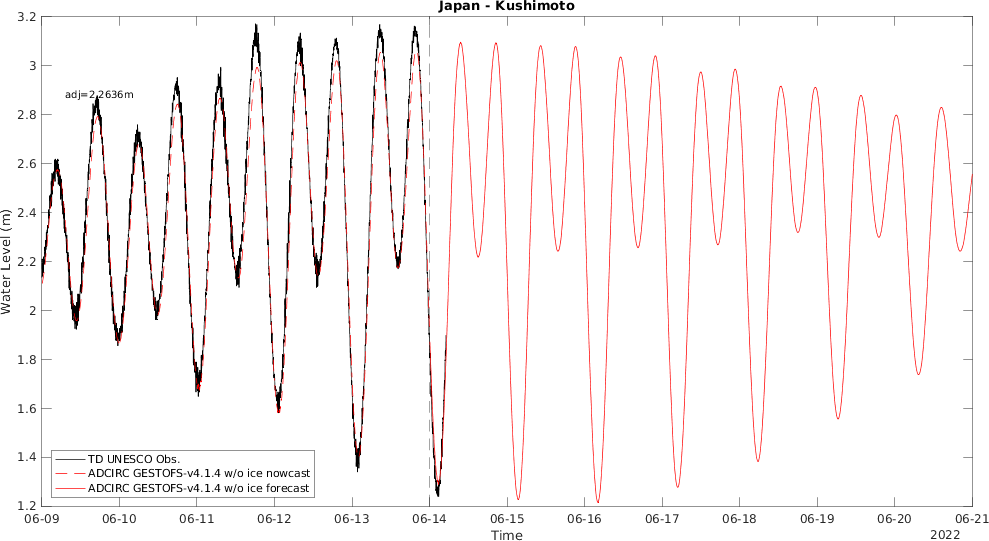 Japan - Kushimoto
3.2
3
2.8
2.6
2.4
2.2
2
1.8
1.6
1.4
1.2
Water Level (m)
adj=2.2636m
TD UNESCO Obs.
ADCIRC GESTOFS-v4.1.4 w/o ice nowcast
ADCIRC GESTOFS-v4.1.4 w/o ice forecast
06-09 06-10 06-11 06-12 06-13 06-14 06-15 06-16 06-17 06-18 06-19 06-20 06-21
Time
2022